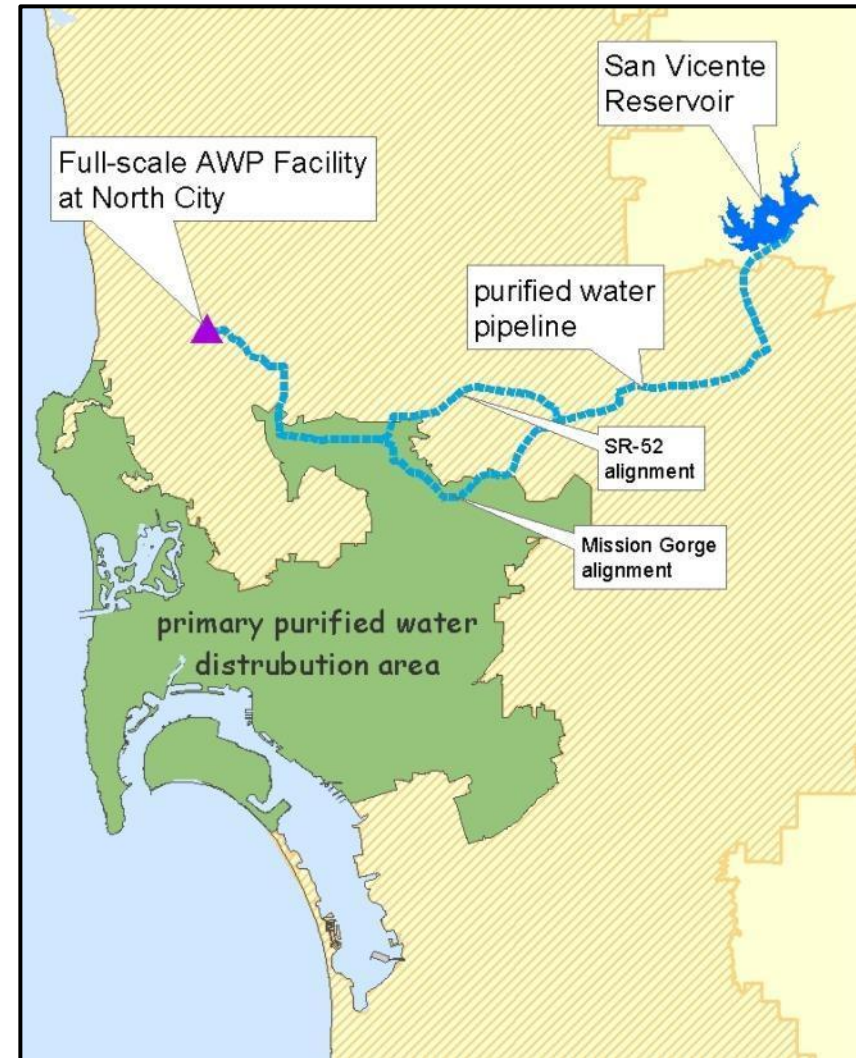 San Vicente
Reservoir
Full-scale AWP Facility
at North City
purified water
pipeline
SR-52
alignment
Mission Gorge
alignment
primary purified water
distrubution area